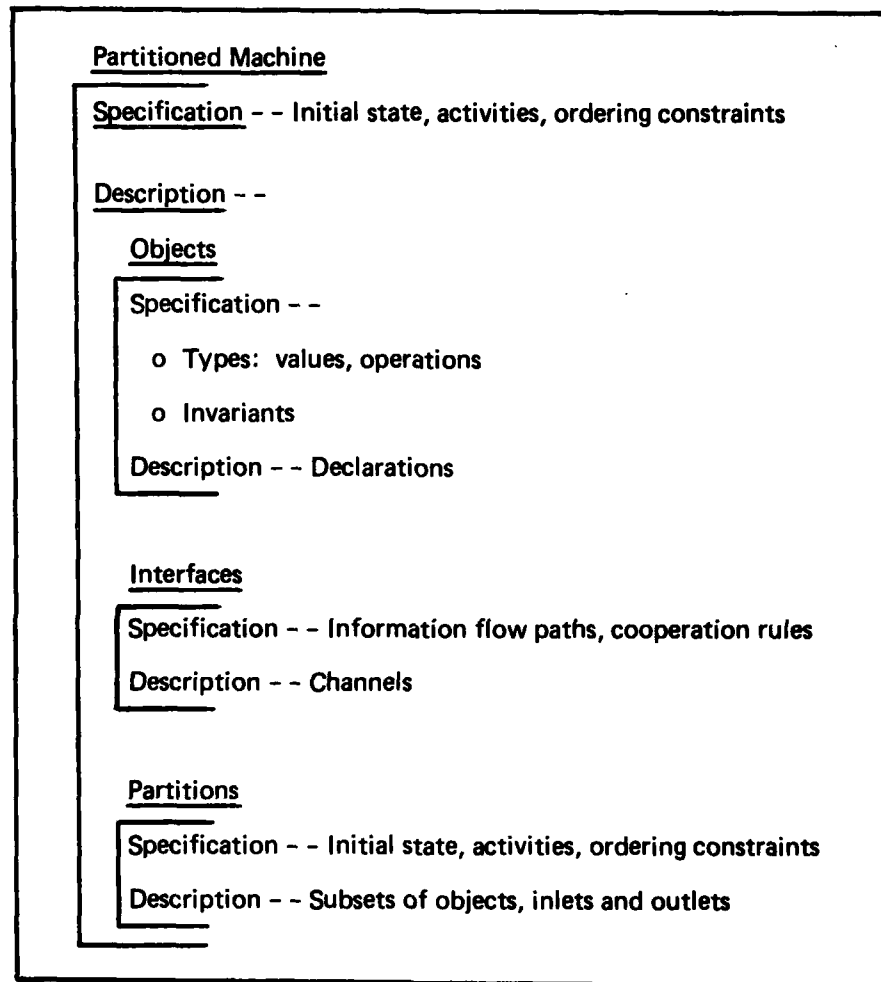 Partitioned Machine
Specification - - Initial state, activities, ordering constraints
Description - -
Objects
Specification - -
o Types: values, operations
o Invariants
Description - - Declarations
Interfaces
Specification - - Information flow paths, cooperation rules
Description - - Channels
Partitions
Specification - - Initial state, activities, ordering constraints
Description - - Subsets of objects, inlets and outlets